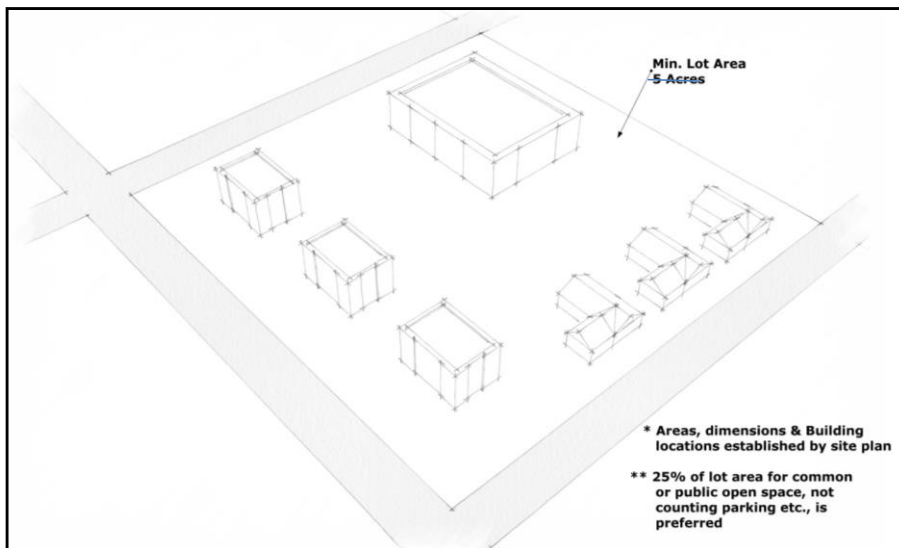 Min. Lot Area
5 Acres
* Areas, dimensions & Building
locations established by site plan
** 25% of lot area for common
or public open space, not
counting parking etc., is
preferred